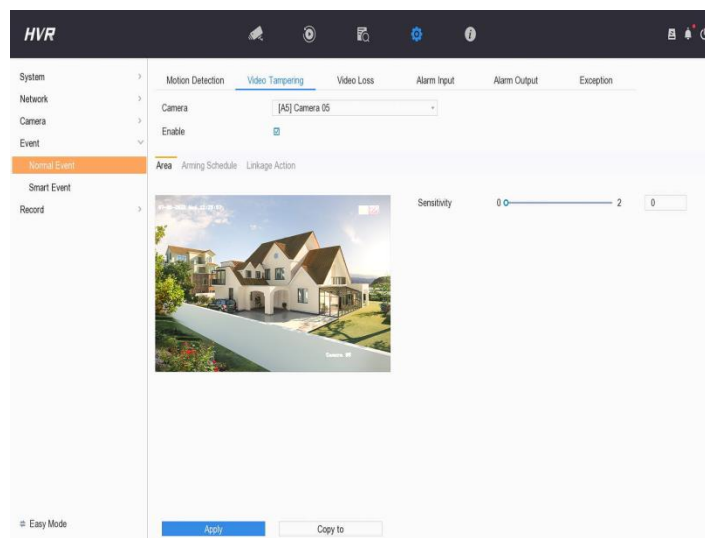 HVR
System
Network
Camera
Event
Normal Event
Smart Event
Record
Easy Mode
Motion Detection Video Tampering Video Loss Alarm Input Alarm Output Exception
Camera [A5] Camera 05
Enable
Area Arming Schedule Linkage Action
Sensitivity 0 2 0
Apply Copy to